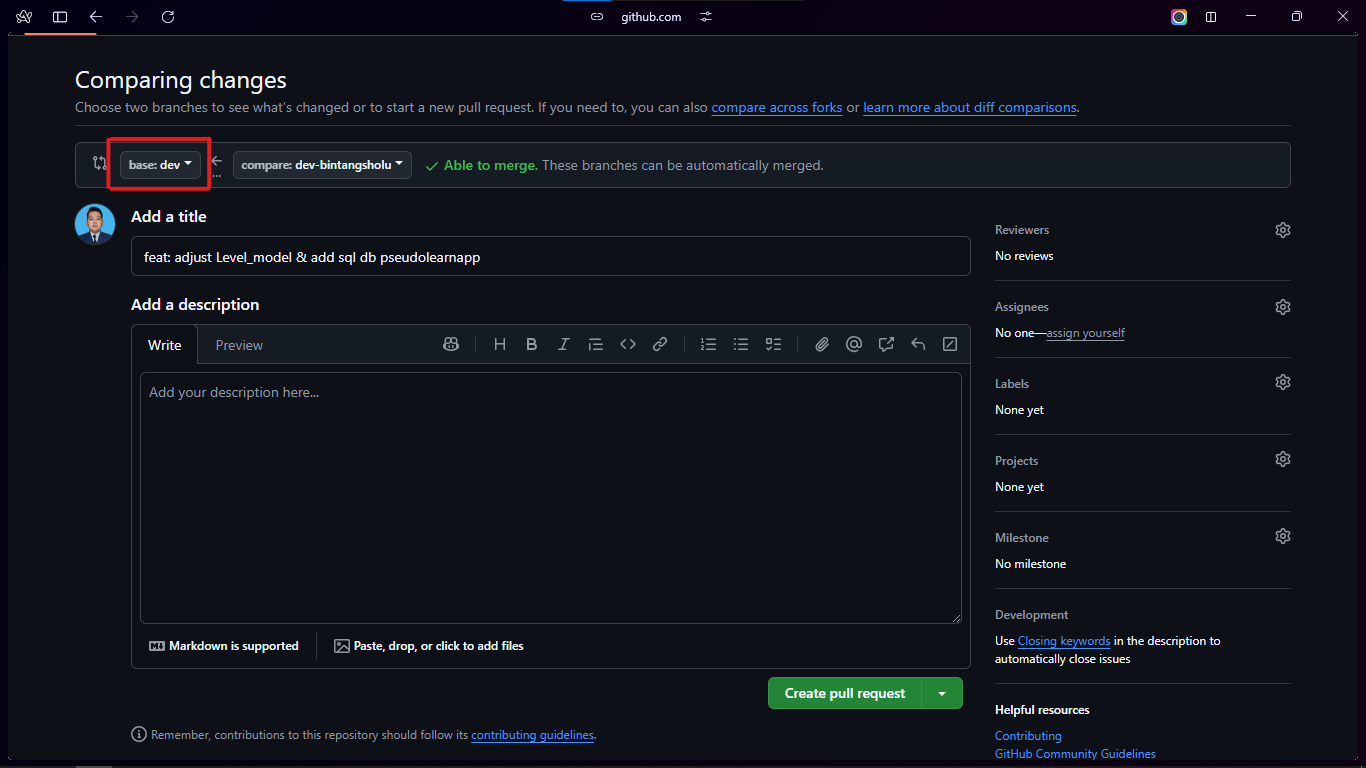 github.com
Comparing changes
Choose two branches to see what's changed or to start a new pull request. If you need to, you can also compare across forks or learn more about diff comparisons.
base: dev
...
compare: dev-bintangsholu
Able to merge. These branches can be automatically merged.
Add a title
feat: adjust Level_model & add sql db pseudolearnapp
Add a description
Write
Preview
H B I
Add your description here...
Markdown is supported
Paste, drop, or click to add files
Create pull request
Remember, contributions to this repository should follow its contributing guidelines.
Reviewers
No reviews
Assignees
No one—assign yourself
Labels
None yet
Projects
None yet
Milestone
No milestone
Development
Use Closing keywords in the description to
automatically close issues
Helpful resources
Contributing
GitHub Community Guidelines